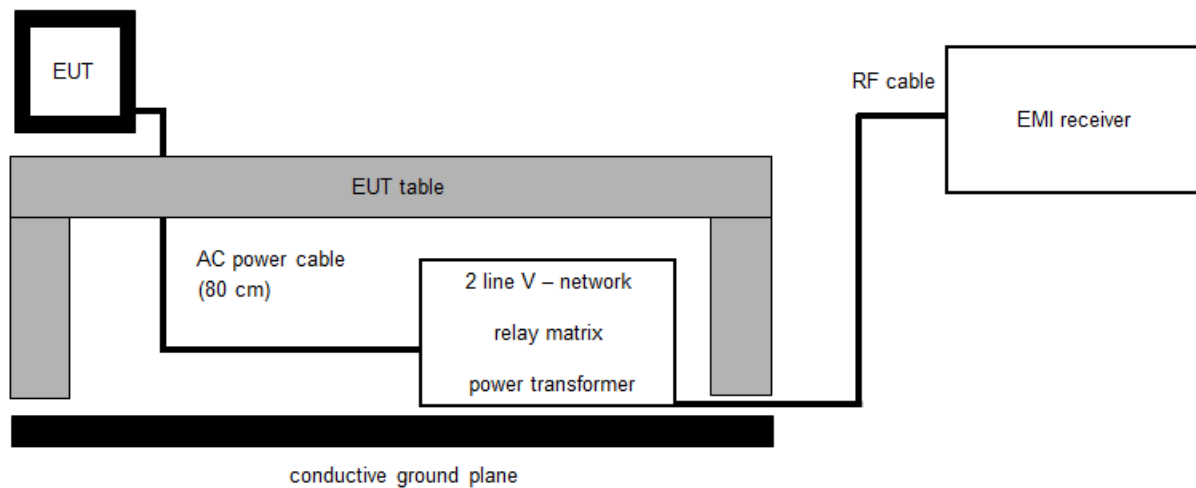 EUT
RF cable
EMI receiver
EUT table
AC power cable
(80 cm)
2 line V – network
relay matrix
power transformer
conductive ground plane